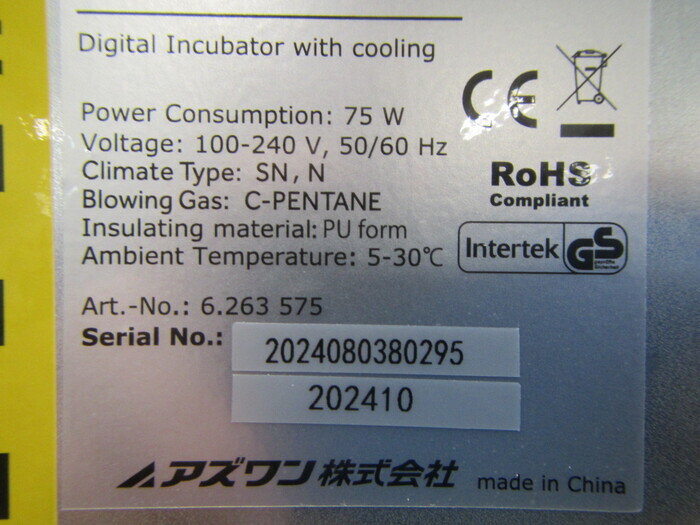 Digital Incubator with cooling
Power Consumption: 75 W
Voltage: 100-240 V, 50/60 Hz
Climate Type: SN, N
Blowing Gas: C-PENTANE
Insulating material: PU form
Ambient Temperature: 5-30℃
CE
RoHS
Compliant
Intertek GS
Art.-No.: 6.263 575
Serial No.: 2024080380295
202410
アズワン株式会社 made in China